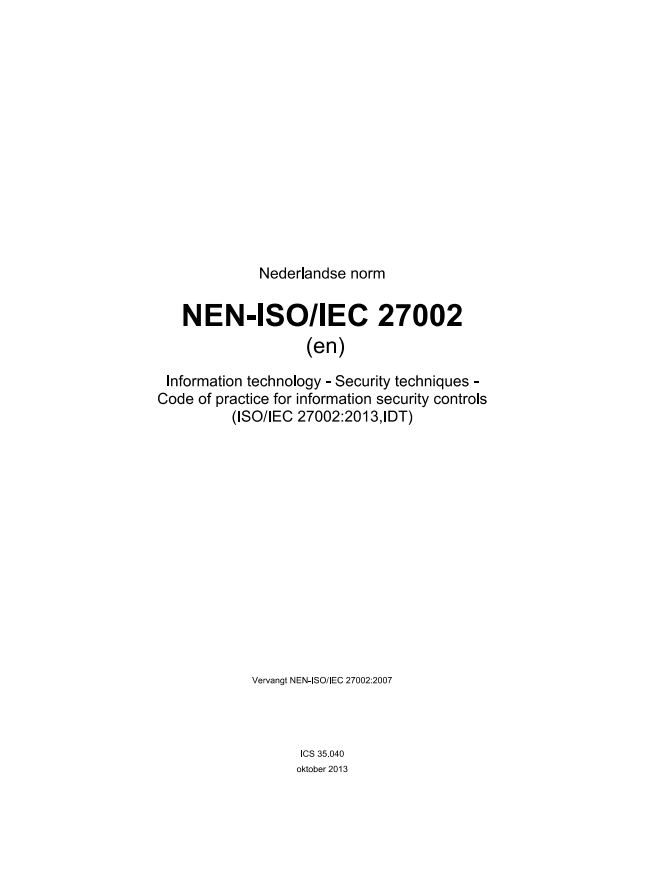 Nederlandse norm
NEN-ISO/IEC 27002
(en)
Information technology - Security techniques -
Code of practice for information security controls
(ISO/IEC 27002:2013,IDT)
Vervangt NEN-ISO/IEC 27002:2007
ICS 35.040
oktober 2013